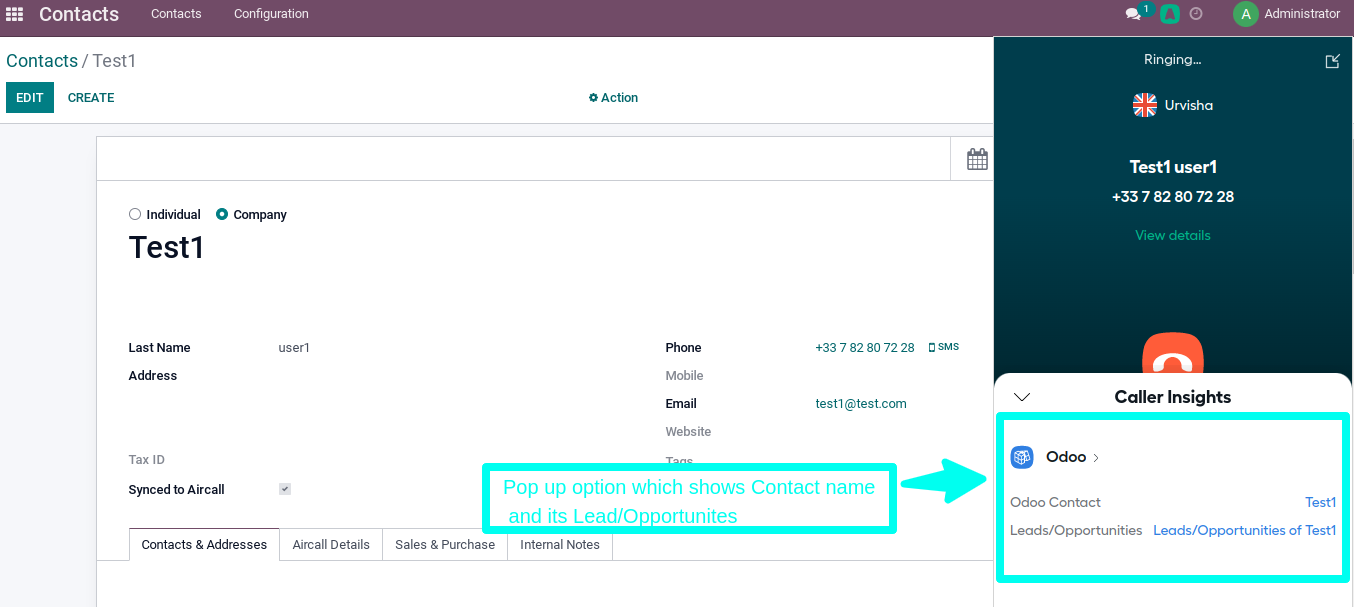 Contacts Contacts Configuration 1 A Administrator
Contacts / Test1
EDIT CREATE Action
Individual Company
Test1
Last Name user1
Address
Tax ID
Synced to Aircall
Phone +33 7 82 80 72 28 SMS
Mobile
Email test1@test.com
Website
Tags
Pop up option which shows Contact name
and its Lead/Opportunites
Contacts & Addresses Aircall Details Sales & Purchase Internal Notes
Ringing...
Urvisha
Test1 user1
+33 7 82 80 72 28
View details
Caller Insights
Odoo
Odoo Contact Test1
Leads/Opportunities Leads/Opportunities of Test1